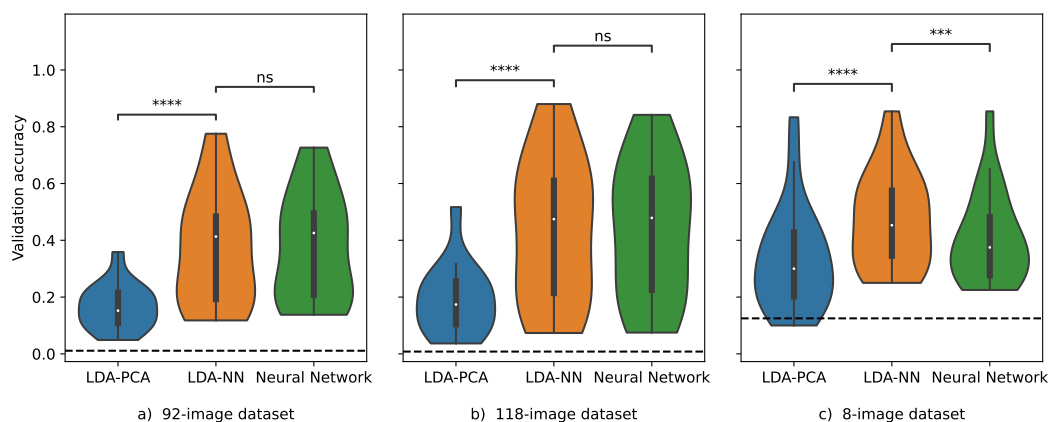 Validation accuracy
1.0
0.8
0.6
0.4
0.2
0.0
**** ns
LDA-PCA LDA-NN Neural Network
a) 92-image dataset
**** ns
LDA-PCA LDA-NN Neural Network
b) 118-image dataset
**** ***
LDA-PCA LDA-NN Neural Network
c) 8-image dataset